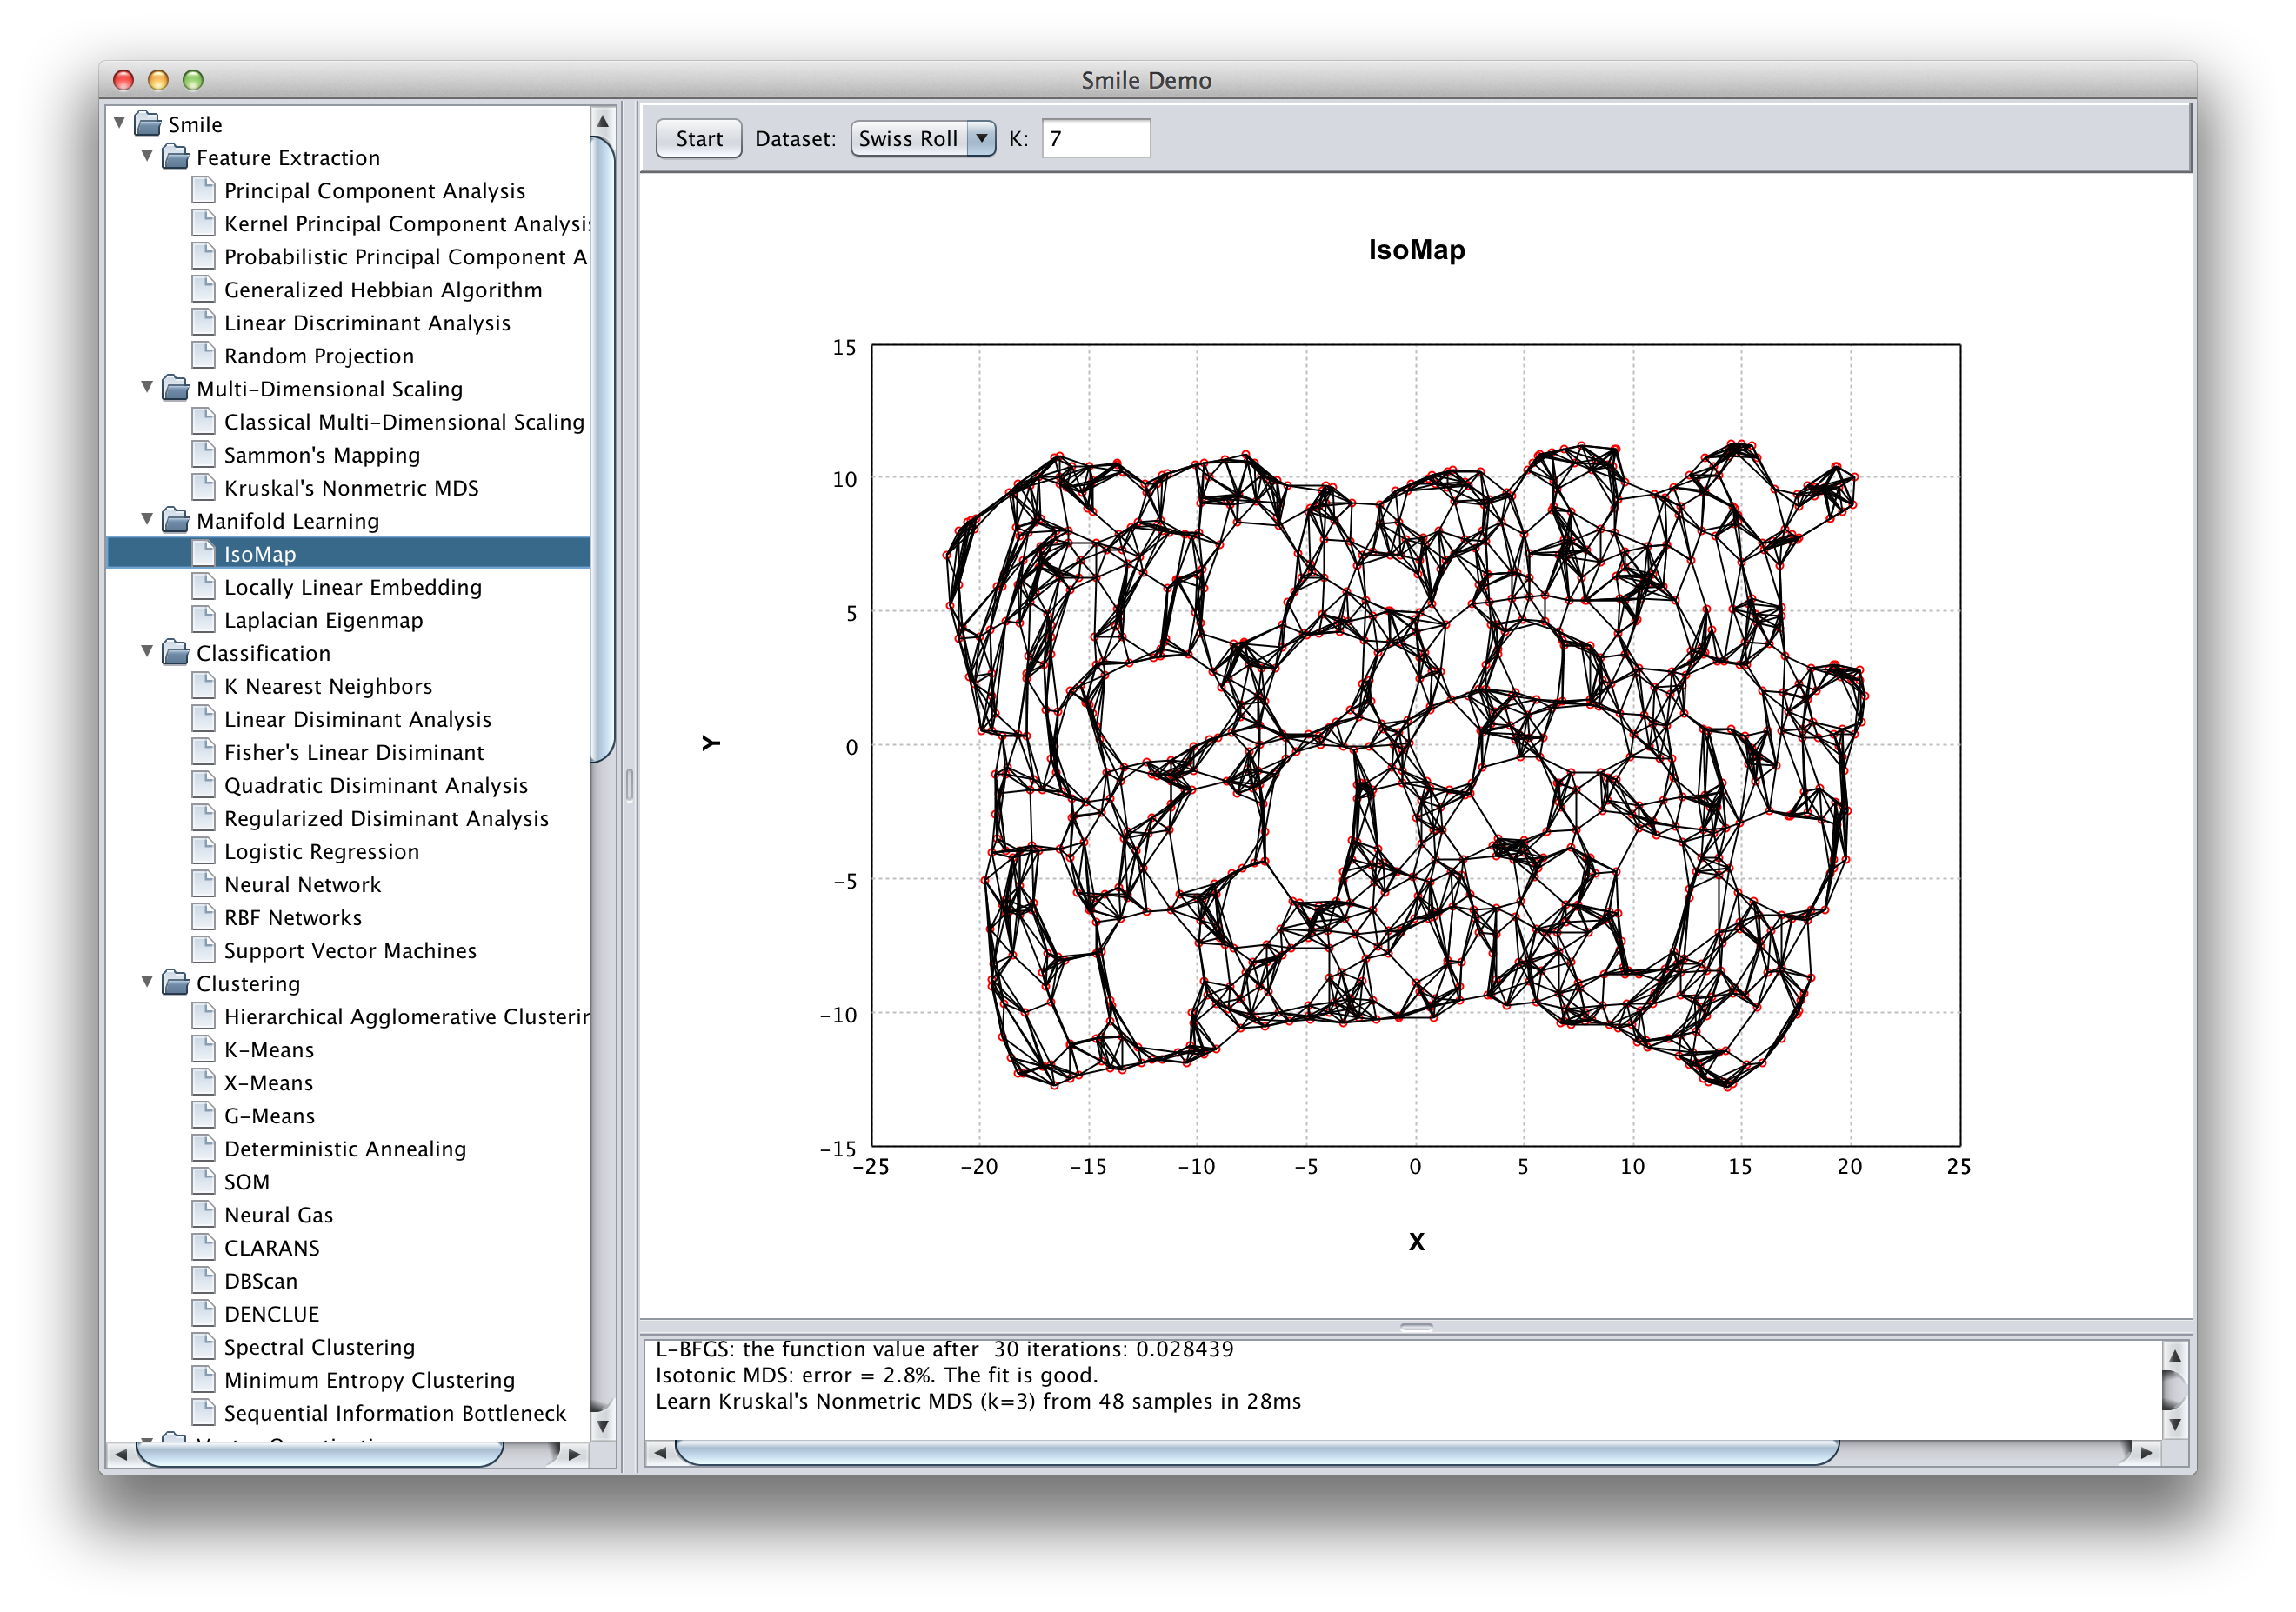 Smile Demo
Smile
Feature Extraction
Principal Component Analysis
Kernel Principal Component Analysis
Probabilistic Principal Component A
Generalized Hebbian Algorithm
Linear Discriminant Analysis
Random Projection
Multi-Dimensional Scaling
Classical Multi-Dimensional Scaling
Sammon's Mapping
Kruskal's Nonmetric MDS
Manifold Learning
IsoMap
Locally Linear Embedding
Laplacian Eigenmap
Classification
K Nearest Neighbors
Linear Disiminant Analysis
Fisher's Linear Disiminant
Quadratic Disiminant Analysis
Regularized Disiminant Analysis
Logistic Regression
Neural Network
RBF Networks
Support Vector Machines
Clustering
Hierarchical Agglomerative Clusterin
K-Means
X-Means
G-Means
Deterministic Annealing
SOM
Neural Gas
CLARANS
DBScan
DENCLUE
Spectral Clustering
Minimum Entropy Clustering
Sequential Information Bottleneck
Start Dataset: Swiss Roll K: 7
IsoMap
15
10
5
0
-5
-10
-15
Y
-25 -20 -15 -10 -5 0 5 10 15 20 25
X
L-BFGS: the function value after  30 iterations: 0.028439
Isotonic MDS: error = 2.8%. The fit is good.
Learn Kruskal's Nonmetric MDS (k=3) from 48 samples in 28ms